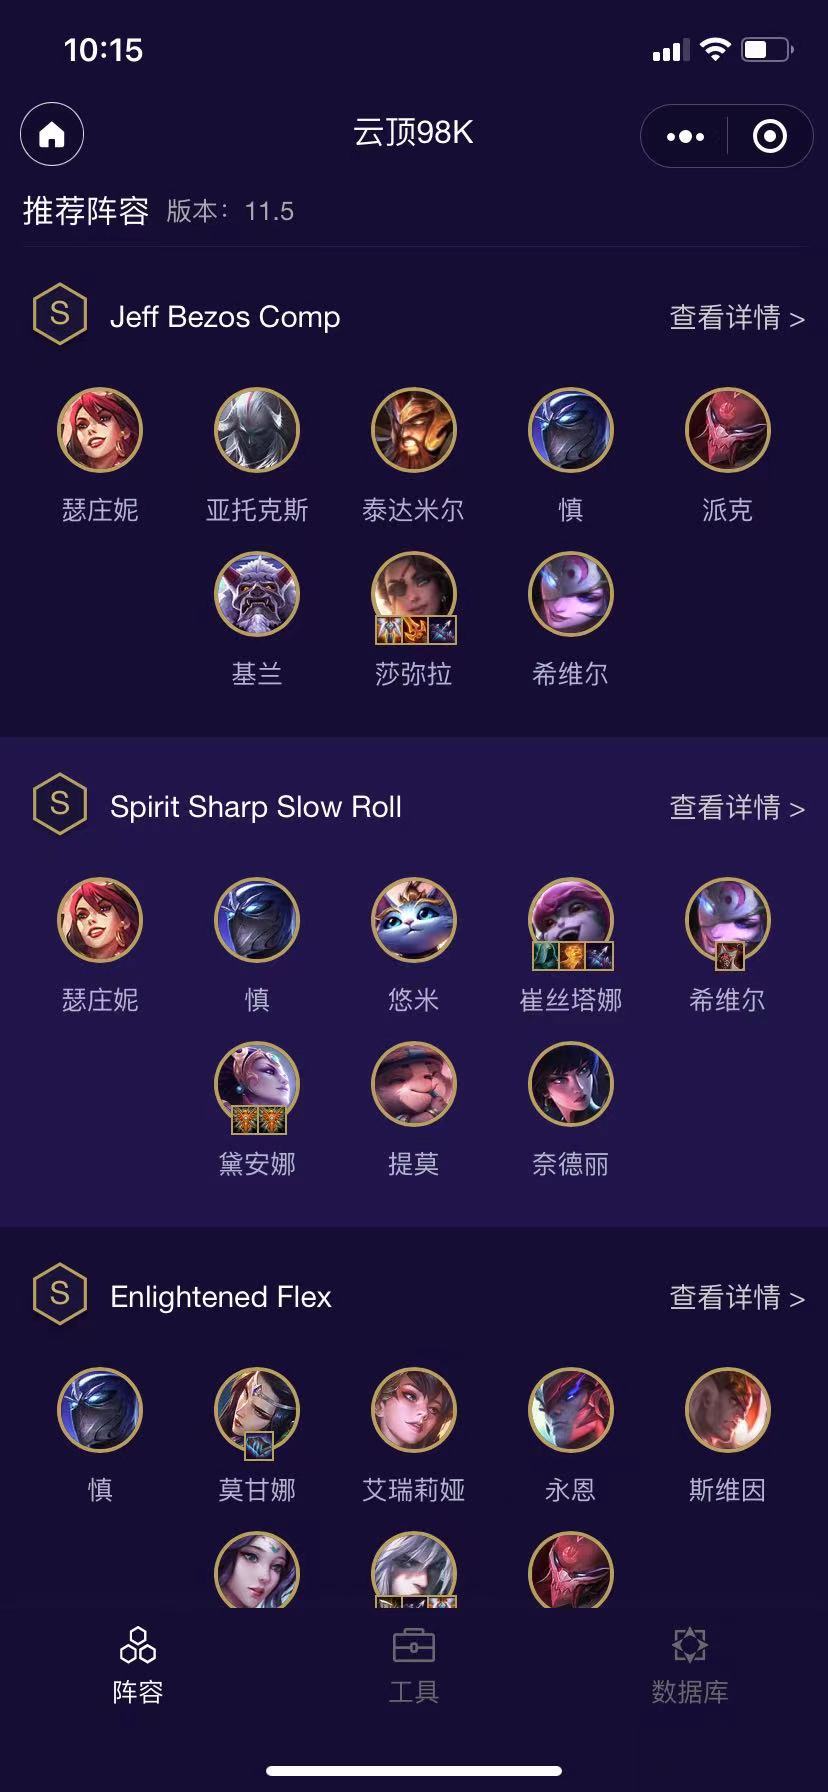 10:15
云顶98K
推荐阵容 版本：11.5
S Jeff Bezos Comp 查看详情 >
瑟庄妮 亚托克斯 泰达米尔 慎 派克
基兰 莎弥拉 希维尔
S Spirit Sharp Slow Roll 查看详情 >
瑟庄妮 慎 悠米 崔丝塔娜 希维尔
黛安娜 提莫 奈德丽
S Enlightened Flex 查看详情 >
慎 莫甘娜 艾瑞莉娅 永恩 斯维因
阵容 工具 数据库